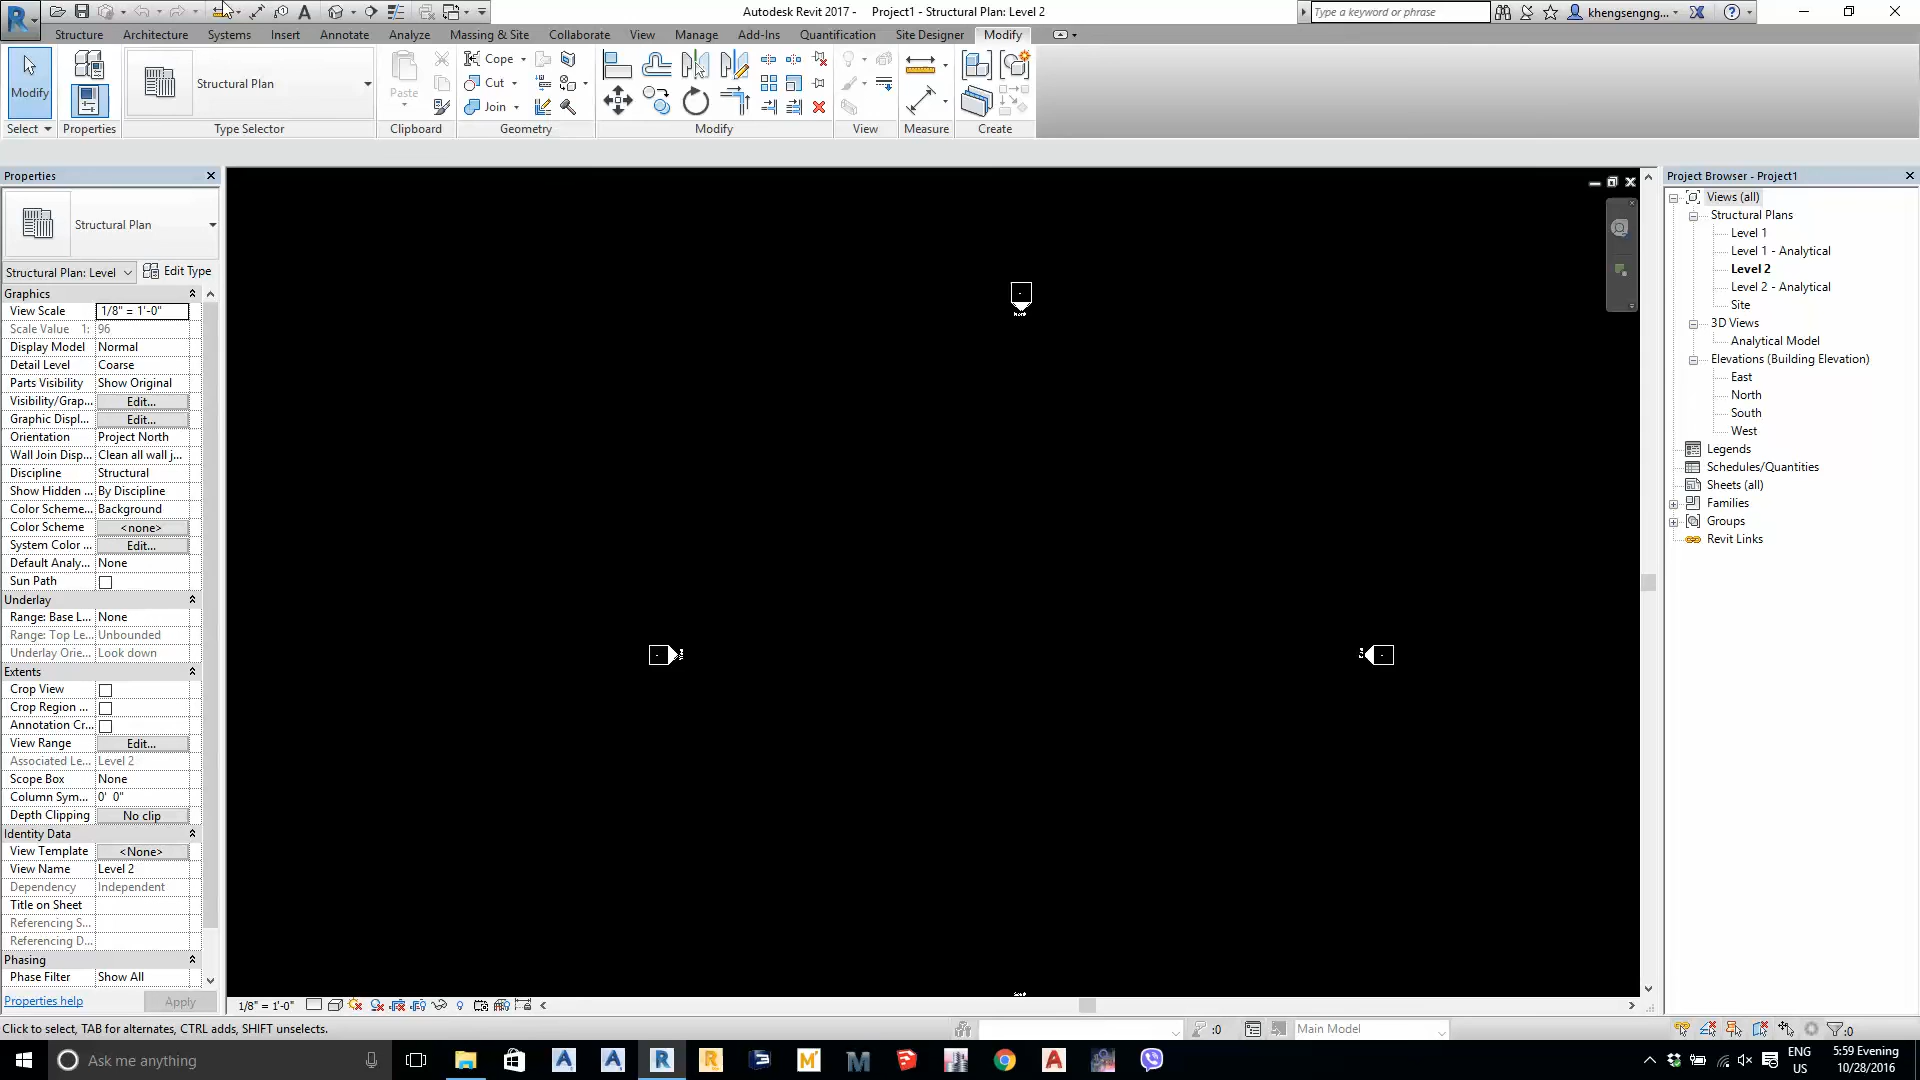 Autodesk Revit 2017 - Project1 - Structural Plan: Level 2
Type a keyword or phrase
khengsengng...
Structure Architecture Systems Insert Annotate Analyze Massing & Site Collaborate View Manage Add-Ins Quantification Site Designer Modify
Modify
Structural Plan
Paste
Cope
Cut
Join
Select Properties Type Selector Clipboard Geometry Modify View Measure Create
Properties
Structural Plan
Structural Plan: Level Edit Type
Graphics
View Scale 1/8" = 1'-0"
Scale Value 1: 96
Display Model Normal
Detail Level Coarse
Parts Visibility Show Original
Visibility/Grap... Edit...
Graphic Displ... Edit...
Orientation Project North
Wall Join Disp... Clean all wall j...
Discipline Structural
Show Hidden ... By Discipline
Color Scheme... Background
Color Scheme <none>
System Color ... Edit...
Default Analy... None
Sun Path
Underlay
Range: Base L... None
Range: Top Le... Unbounded
Underlay Orie... Look down
Extents
Crop View
Crop Region ...
Annotation Cr...
View Range Edit...
Associated Le... Level 2
Scope Box None
Column Sym... 0' 0"
Depth Clipping No clip
Identity Data
View Template <None>
View Name Level 2
Dependency Independent
Title on Sheet
Referencing S...
Referencing D...
Phasing
Phase Filter Show All
Properties help Apply
1/8" = 1'-0"
Project Browser - Project1
Views (all)
Structural Plans
Level 1
Level 1 - Analytical
Level 2
Level 2 - Analytical
Site
3D Views
Analytical Model
Elevations (Building Elevation)
East
North
South
West
Legends
Schedules/Quantities
Sheets (all)
Families
Groups
Revit Links
Click to select, TAB for alternates, CTRL adds, SHIFT unselects.
:0
Main Model
:0
Ask me anything
ENG
US
5:59 Evening
10/28/2016